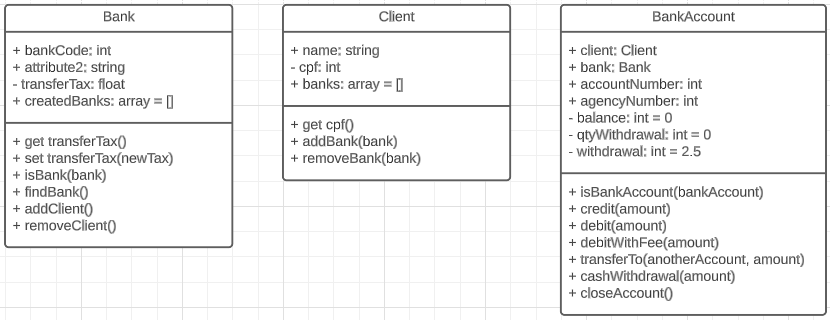 Bank
+ bankCode: int
+ attribute2: string
- transferTax: float
+ createdBanks: array = []
+ get transferTax()
+ set transferTax(newTax)
+ isBank(bank)
+ findBank()
+ addClient()
+ removeClient()
Client
+ name: string
- cpf: int
+ banks: array = []
+ get cpf()
+ addBank(bank)
+ removeBank(bank)
BankAccount
+ client: Client
+ bank: Bank
+ accountNumber: int
+ agencyNumber: int
- balance: int = 0
- qtyWithdrawal: int = 0
- withdrawal: int = 2.5
+ isBankAccount(bankAccount)
+ credit(amount)
+ debit(amount)
+ debitWithFee(amount)
+ transferTo(anotherAccount, amount)
+ cashWithdrawal(amount)
+ closeAccount()